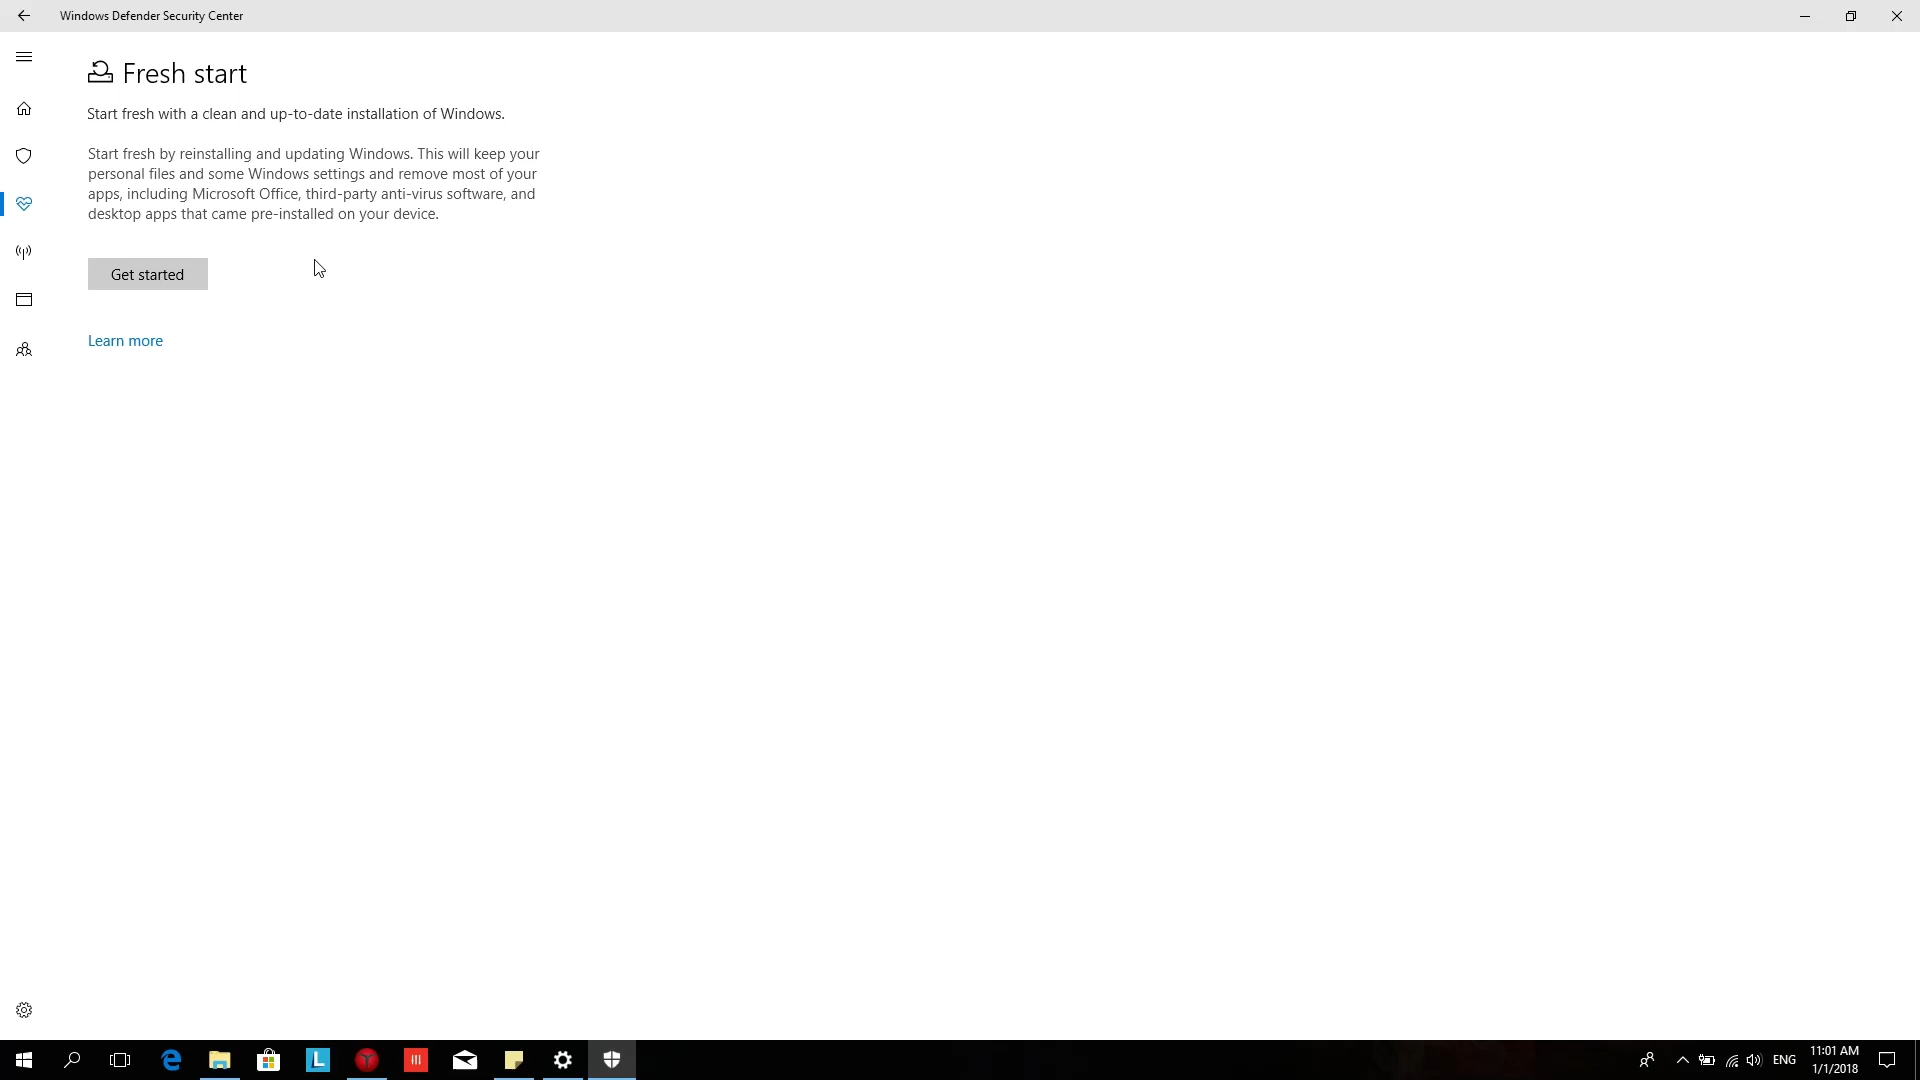 Windows Defender Security Center
Fresh start
Start fresh with a clean and up-to-date installation of Windows.
Start fresh by reinstalling and updating Windows. This will keep your
personal files and some Windows settings and remove most of your
apps, including Microsoft Office, third-party anti-virus software, and
desktop apps that came pre-installed on your device.
Get started
Learn more
L
ENG
11:01 AM
1/1/2018